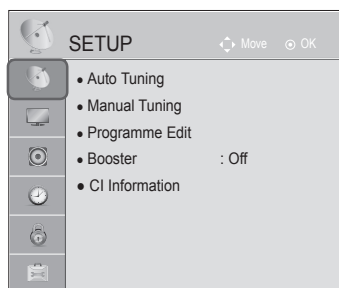 SETUP Move OK
• Auto Tuning
• Manual Tuning
• Programme Edit
• Booster : Off
• CI Information